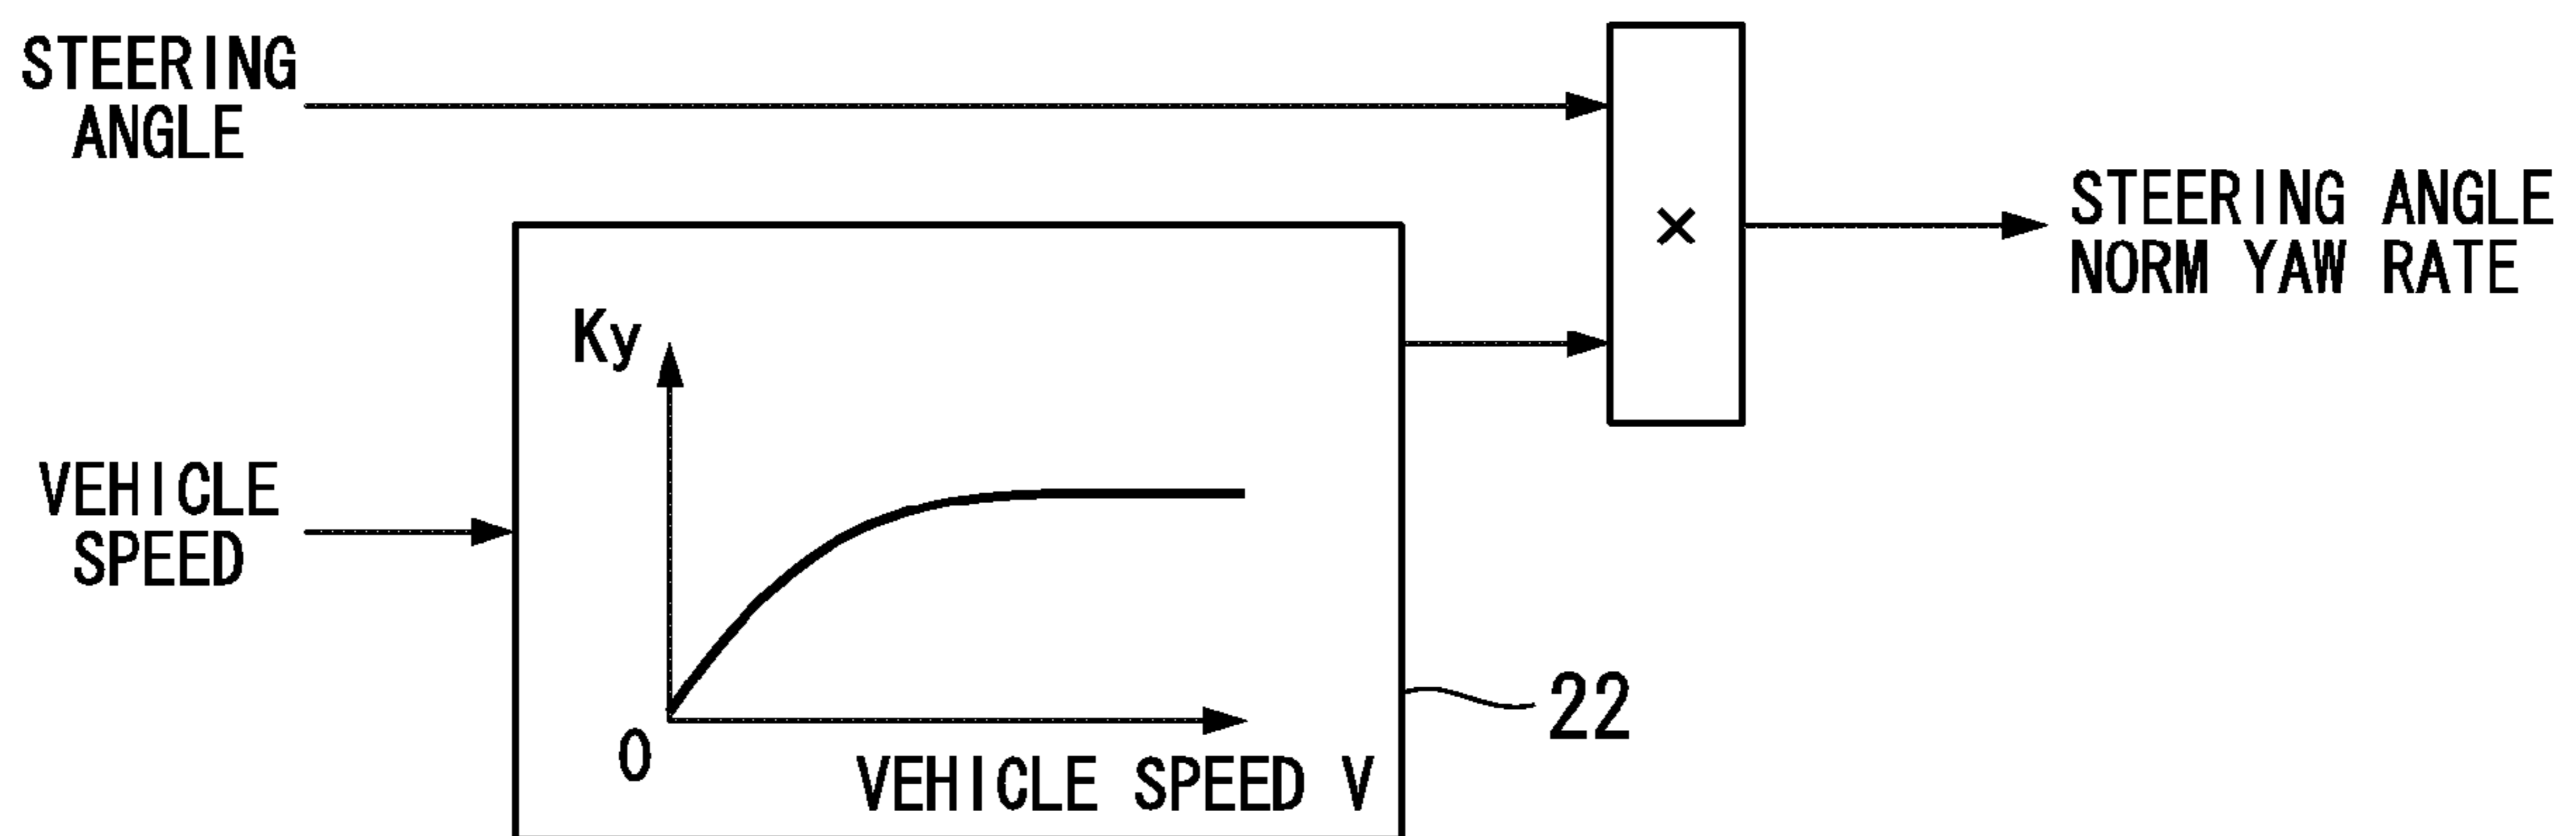 STEERING
ANGLE
×
STEERING ANGLE
NORM YAW RATE
Ky
VEHICLE
SPEED
0
VEHICLE SPEED V
22